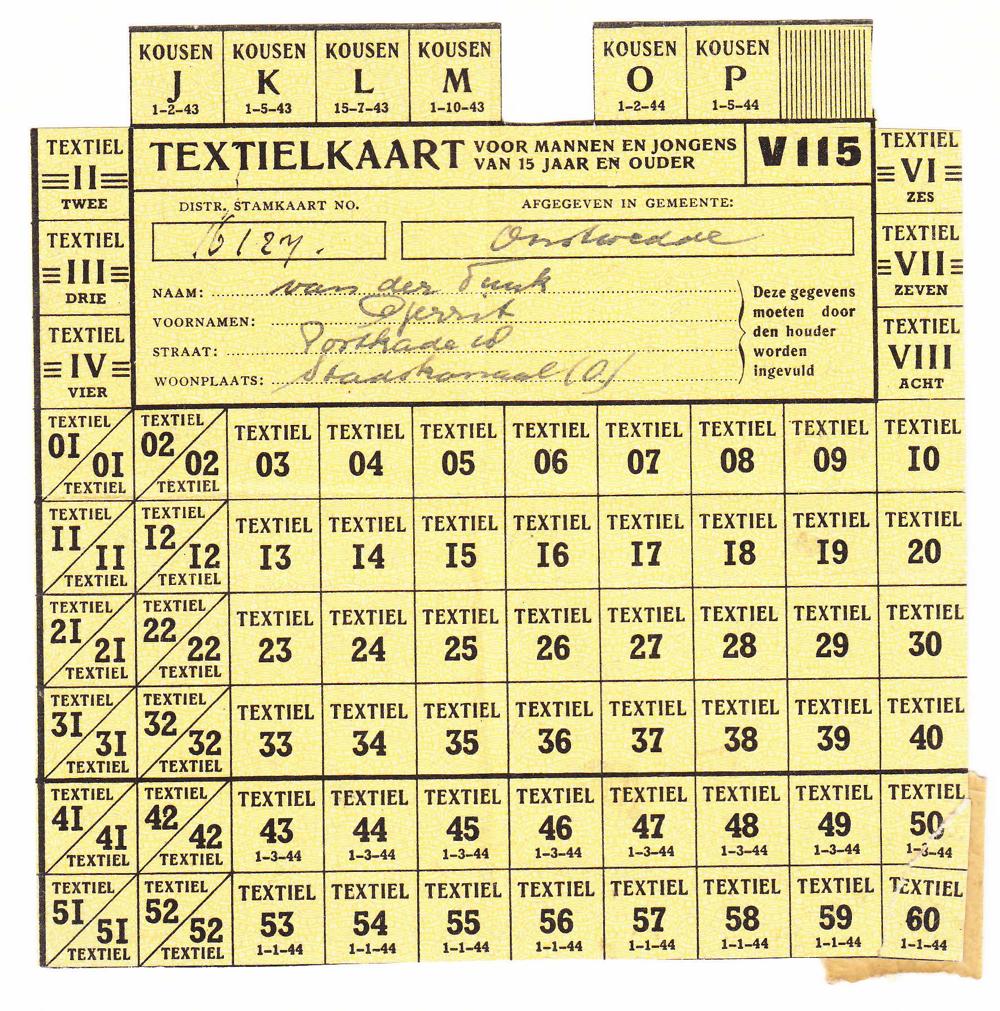 KOUSEN KOUSEN KOUSEN KOUSEN KOUSEN KOUSEN
J K L M O P
1-2-43 1-5-43 15-7-43 1-10-43 1-2-44 1-5-44
TEXTIEL
II
TWEE
TEXTIEL
III
DRIE
TEXTIEL
IV
VIER
TEXTIELKAART VOOR MANNEN EN JONGENS
VAN 15 JAAR EN OUDER
V115
DISTR. STAMKAART NO. AFGEGEVEN IN GEMEENTE:
16127. Onstwedde
NAAM: van der Tuuk
VOORNAMEN: Gerrit
STRAAT: Postkade
WOONPLAATS: Stadskanaal (O.)
Deze gegevens
moeten door
den houder
worden
ingevuld
TEXTIEL
VI
ZES
TEXTIEL
VII
ZEVEN
TEXTIEL
VIII
ACHT
TEXTIEL TEXTIEL TEXTIEL TEXTIEL TEXTIEL TEXTIEL TEXTIEL TEXTIEL TEXTIEL TEXTIEL
01 01 02 02 03 04 05 06 07 08 09 10
TEXTIEL TEXTIEL
TEXTIEL TEXTIEL TEXTIEL TEXTIEL TEXTIEL TEXTIEL TEXTIEL TEXTIEL TEXTIEL TEXTIEL
11 11 12 12 13 14 15 16 17 18 19 20
TEXTIEL TEXTIEL
TEXTIEL TEXTIEL TEXTIEL TEXTIEL TEXTIEL TEXTIEL TEXTIEL TEXTIEL TEXTIEL TEXTIEL
21 21 22 22 23 24 25 26 27 28 29 30
TEXTIEL TEXTIEL
TEXTIEL TEXTIEL TEXTIEL TEXTIEL TEXTIEL TEXTIEL TEXTIEL TEXTIEL TEXTIEL TEXTIEL
31 31 32 32 33 34 35 36 37 38 39 40
TEXTIEL TEXTIEL
TEXTIEL TEXTIEL TEXTIEL TEXTIEL TEXTIEL TEXTIEL TEXTIEL TEXTIEL TEXTIEL TEXTIEL
41 41 42 42 43 44 45 46 47 48 49 50
TEXTIEL TEXTIEL 1-3-44 1-3-44 1-3-44 1-3-44 1-3-44 1-3-44 1-3-44 1-3-44
TEXTIEL TEXTIEL TEXTIEL TEXTIEL TEXTIEL TEXTIEL TEXTIEL TEXTIEL TEXTIEL TEXTIEL
51 51 52 52 53 54 55 56 57 58 59 60
TEXTIEL TEXTIEL 1-1-44 1-1-44 1-1-44 1-1-44 1-1-44 1-1-44 1-1-44 1-1-44